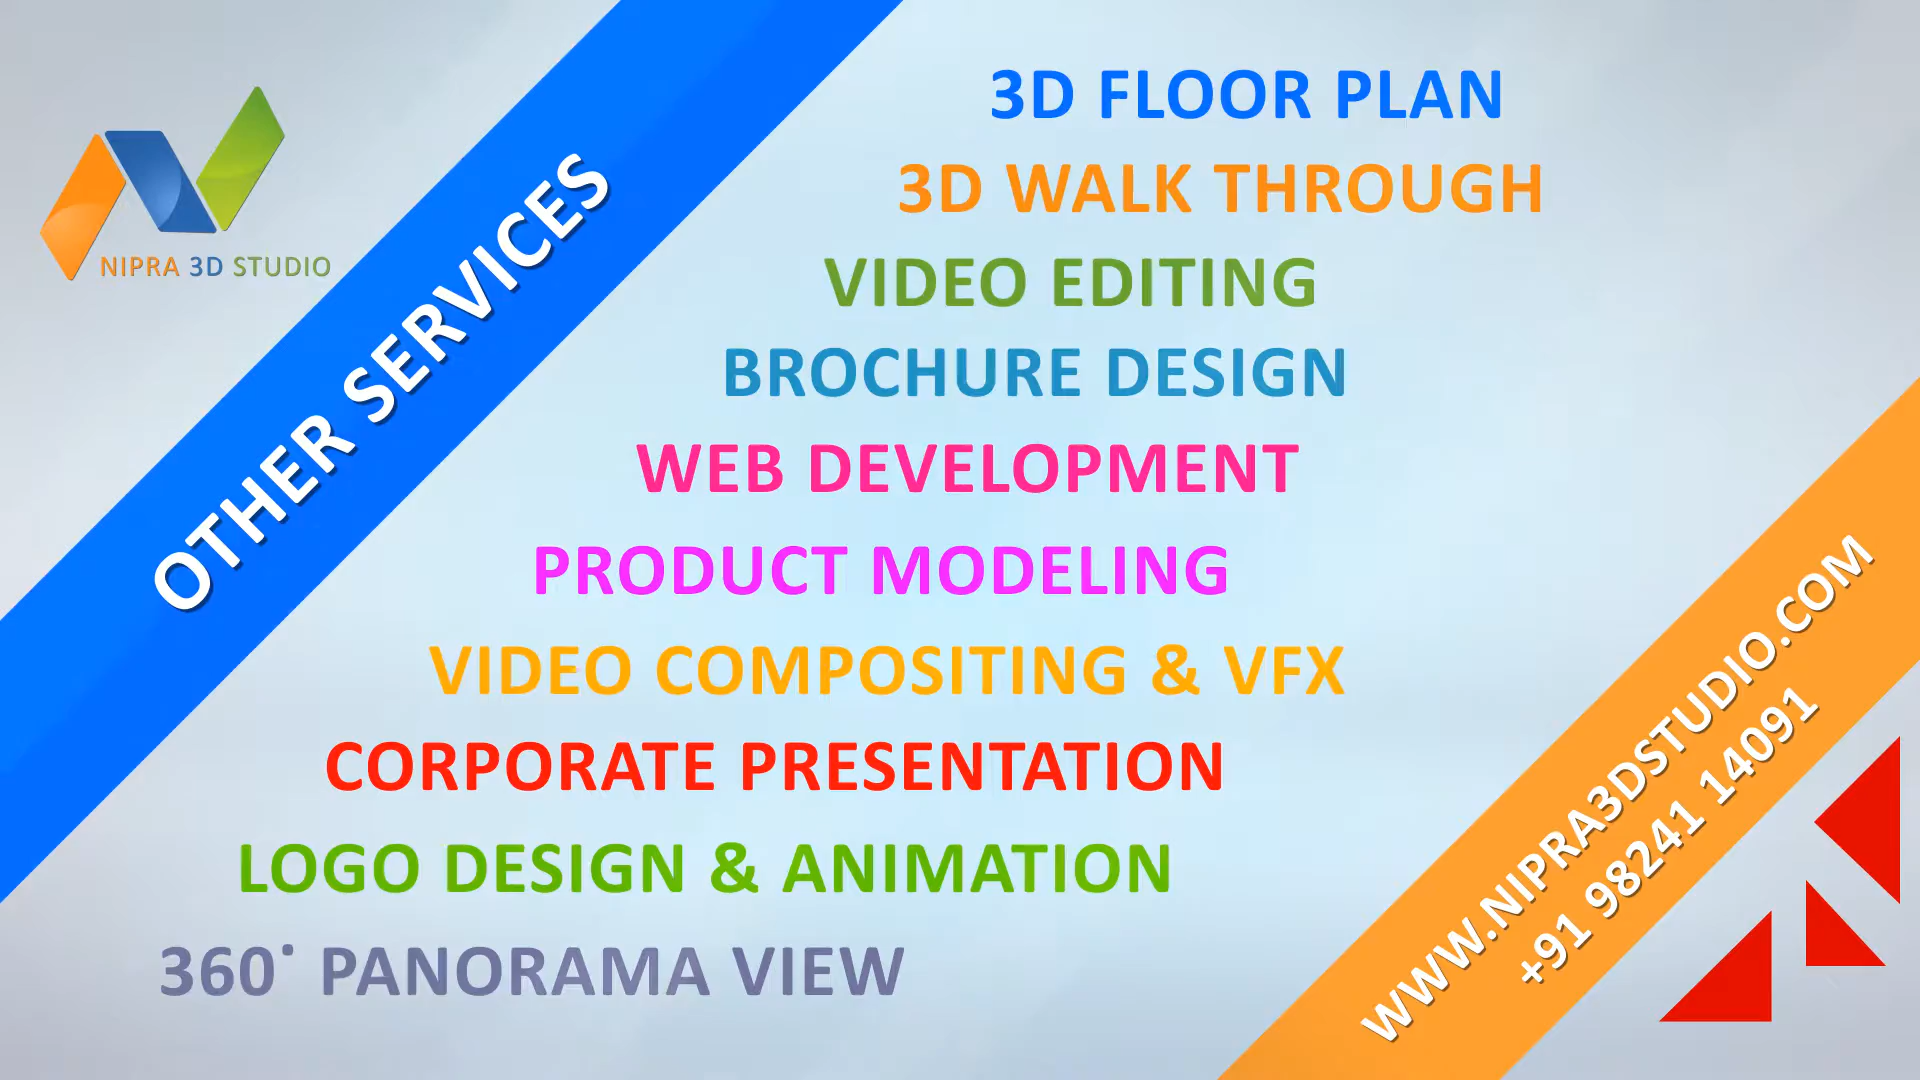 NIPRA 3D STUDIO
OTHER SERVICES
3D FLOOR PLAN
3D WALK THROUGH
VIDEO EDITING
BROCHURE DESIGN
WEB DEVELOPMENT
PRODUCT MODELING
VIDEO COMPOSITING & VFX
CORPORATE PRESENTATION
LOGO DESIGN & ANIMATION
360˚ PANORAMA VIEW
WWW.NIPRA3DSTUDIO.COM
+91 98241 14091